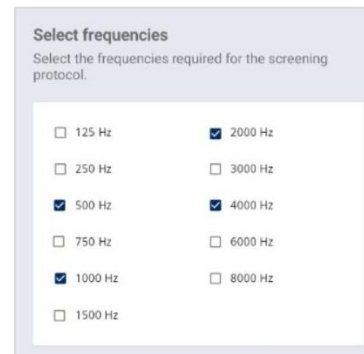 Select frequencies
Select the frequencies required for the screening
protocol.
125 Hz
250 Hz
500 Hz
750 Hz
1000 Hz
1500 Hz
2000 Hz
3000 Hz
4000 Hz
6000 Hz
8000 Hz